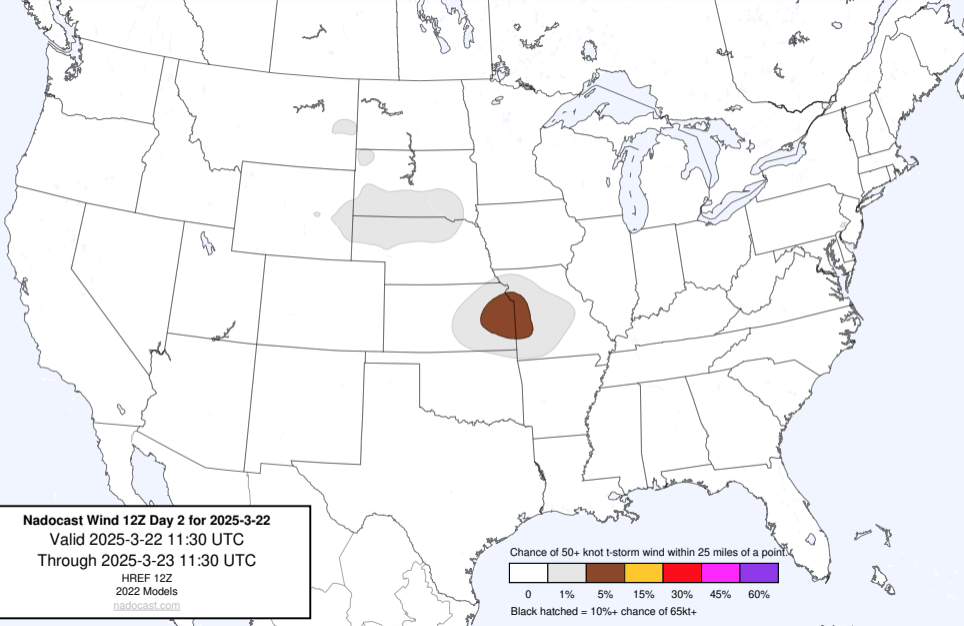 Nadocast Wind 12Z Day 2 for 2025-3-22
Valid 2025-3-22 11:30 UTC
Through 2025-3-23 11:30 UTC
HREF 12Z
2022 Models
nadocast.com
Chance of 50+ knot t-storm wind within 25 miles of a point.
0 1% 5% 15% 30% 45% 60%
Black hatched = 10%+ chance of 65kt+